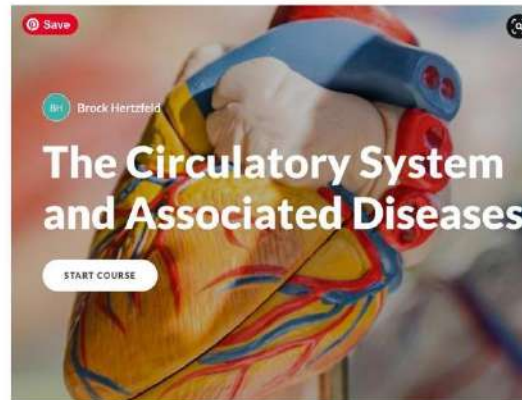 Save
BH
Brock Hertzfeld
The Circulatory System
and Associated Diseases
START COURSE